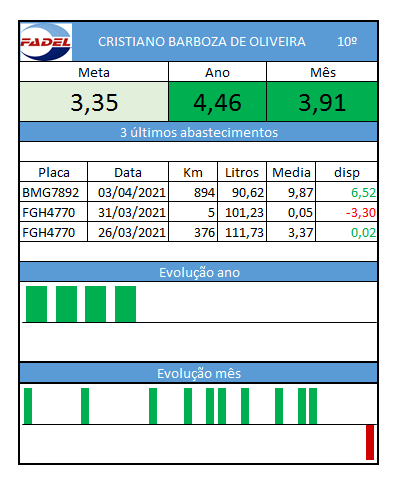 FADEL CRISTIANO BARBOZA DE OLIVEIRA 10º
Meta Ano Mês
3,35 4,46 3,91
3 últimos abastecimentos
Placa Data Km Litros Media disp
BMG7892 03/04/2021 894 90,62 9,87 6,52
FGH4770 31/03/2021 5 101,23 0,05 -3,30
FGH4770 26/03/2021 376 111,73 3,37 0,02
Evolução ano
Evolução mês